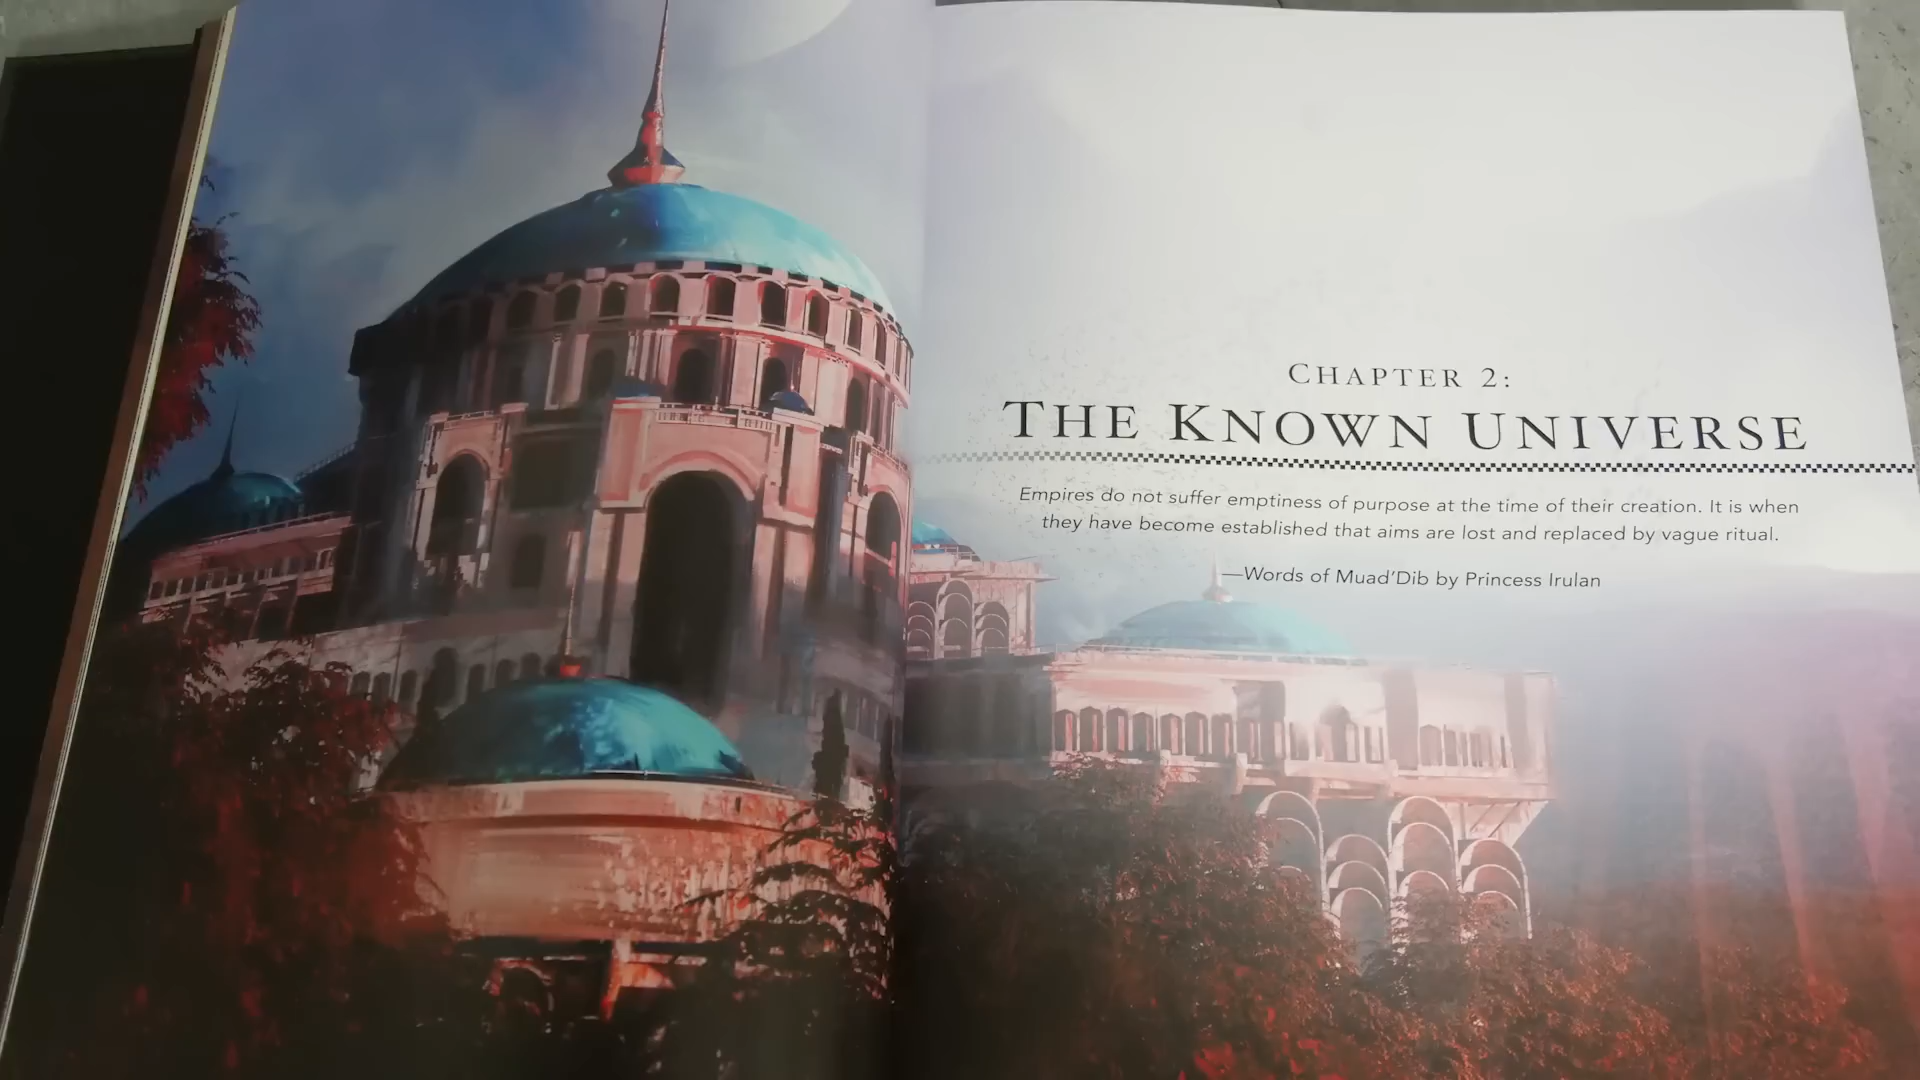 CHAPTER 2:
THE KNOWN UNIVERSE
Empires do not suffer emptiness of purpose at the time of their creation. It is when
they have become established that aims are lost and replaced by vague ritual.
—Words of Muad'Dib by Princess Irulan